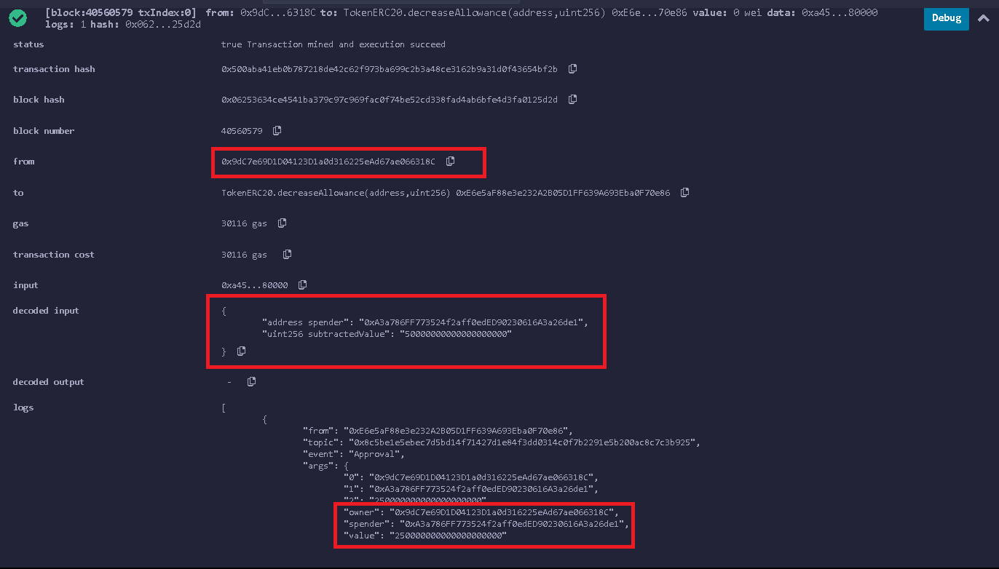 [block:40560579 txIndex:0] from: 0x9dC...6318C to: TokenERC20.decreaseAllowance(address,uint256) 0xE6e...70e86 value: 0 wei data: 0xa45...80000
logs: 1 hash: 0x062...25d2d
Debug
status true Transaction mined and execution succeed
transaction hash 0x500aba41eb0b787218de42c62f973ba699c2b3a48ce3162b9a31d0f43654bf2b
block hash 0x06253634ce4541ba379c97c969fac0f74be52cd338fad4ab6bfe4d3fa0125d2d
block number 40560579
from 0x9dC7e69D1D04123D1a0d316225eAd67ae066318C
to TokenERC20.decreaseAllowance(address,uint256) 0xE6e5aF88e3e232A2B05D1FF639A693Eba0F70e86
gas 30116 gas
transaction cost 30116 gas
input 0xa45...80000
decoded input {
"address spender": "0xA3a786FF773524f2aff0edED90230616A3a26de1",
"uint256 subtractedValue": "50000000000000000000"
}
decoded output -
logs [
{
"from": "0xE6e5aF88e3e232A2B05D1FF639A693Eba0F70e86",
"topic": "0x8c5be1e5ebec7d5bd14f71427d1e84f3dd0314c0f7b2291e5b200ac8c7c3b925",
"event": "Approval",
"args": {
"0": "0x9dC7e69D1D04123D1a0d316225eAd67ae066318C",
"1": "0xA3a786FF773524f2aff0edED90230616A3a26de1",
"2": "250000000000000000000"
"owner": "0x9dC7e69D1D04123D1a0d316225eAd67ae066318C",
"spender": "0xA3a786FF773524f2aff0edED90230616A3a26de1",
"value": "250000000000000000000"